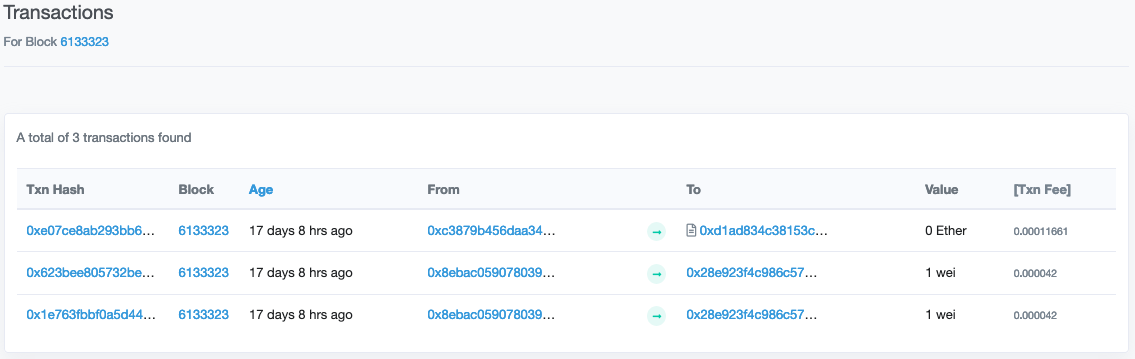 Transactions
For Block 6133323
A total of 3 transactions found
Txn Hash Block Age From To Value [Txn Fee]
0xe07ce8ab293bb6... 6133323 17 days 8 hrs ago 0xc3879b456daa34... 0xd1ad834c38153c... 0 Ether 0.00011661
0x623bee805732be... 6133323 17 days 8 hrs ago 0x8ebac059078039... 0x28e923f4c986c57... 1 wei 0.000042
0x1e763fbbf0a5d44... 6133323 17 days 8 hrs ago 0x8ebac059078039... 0x28e923f4c986c57... 1 wei 0.000042